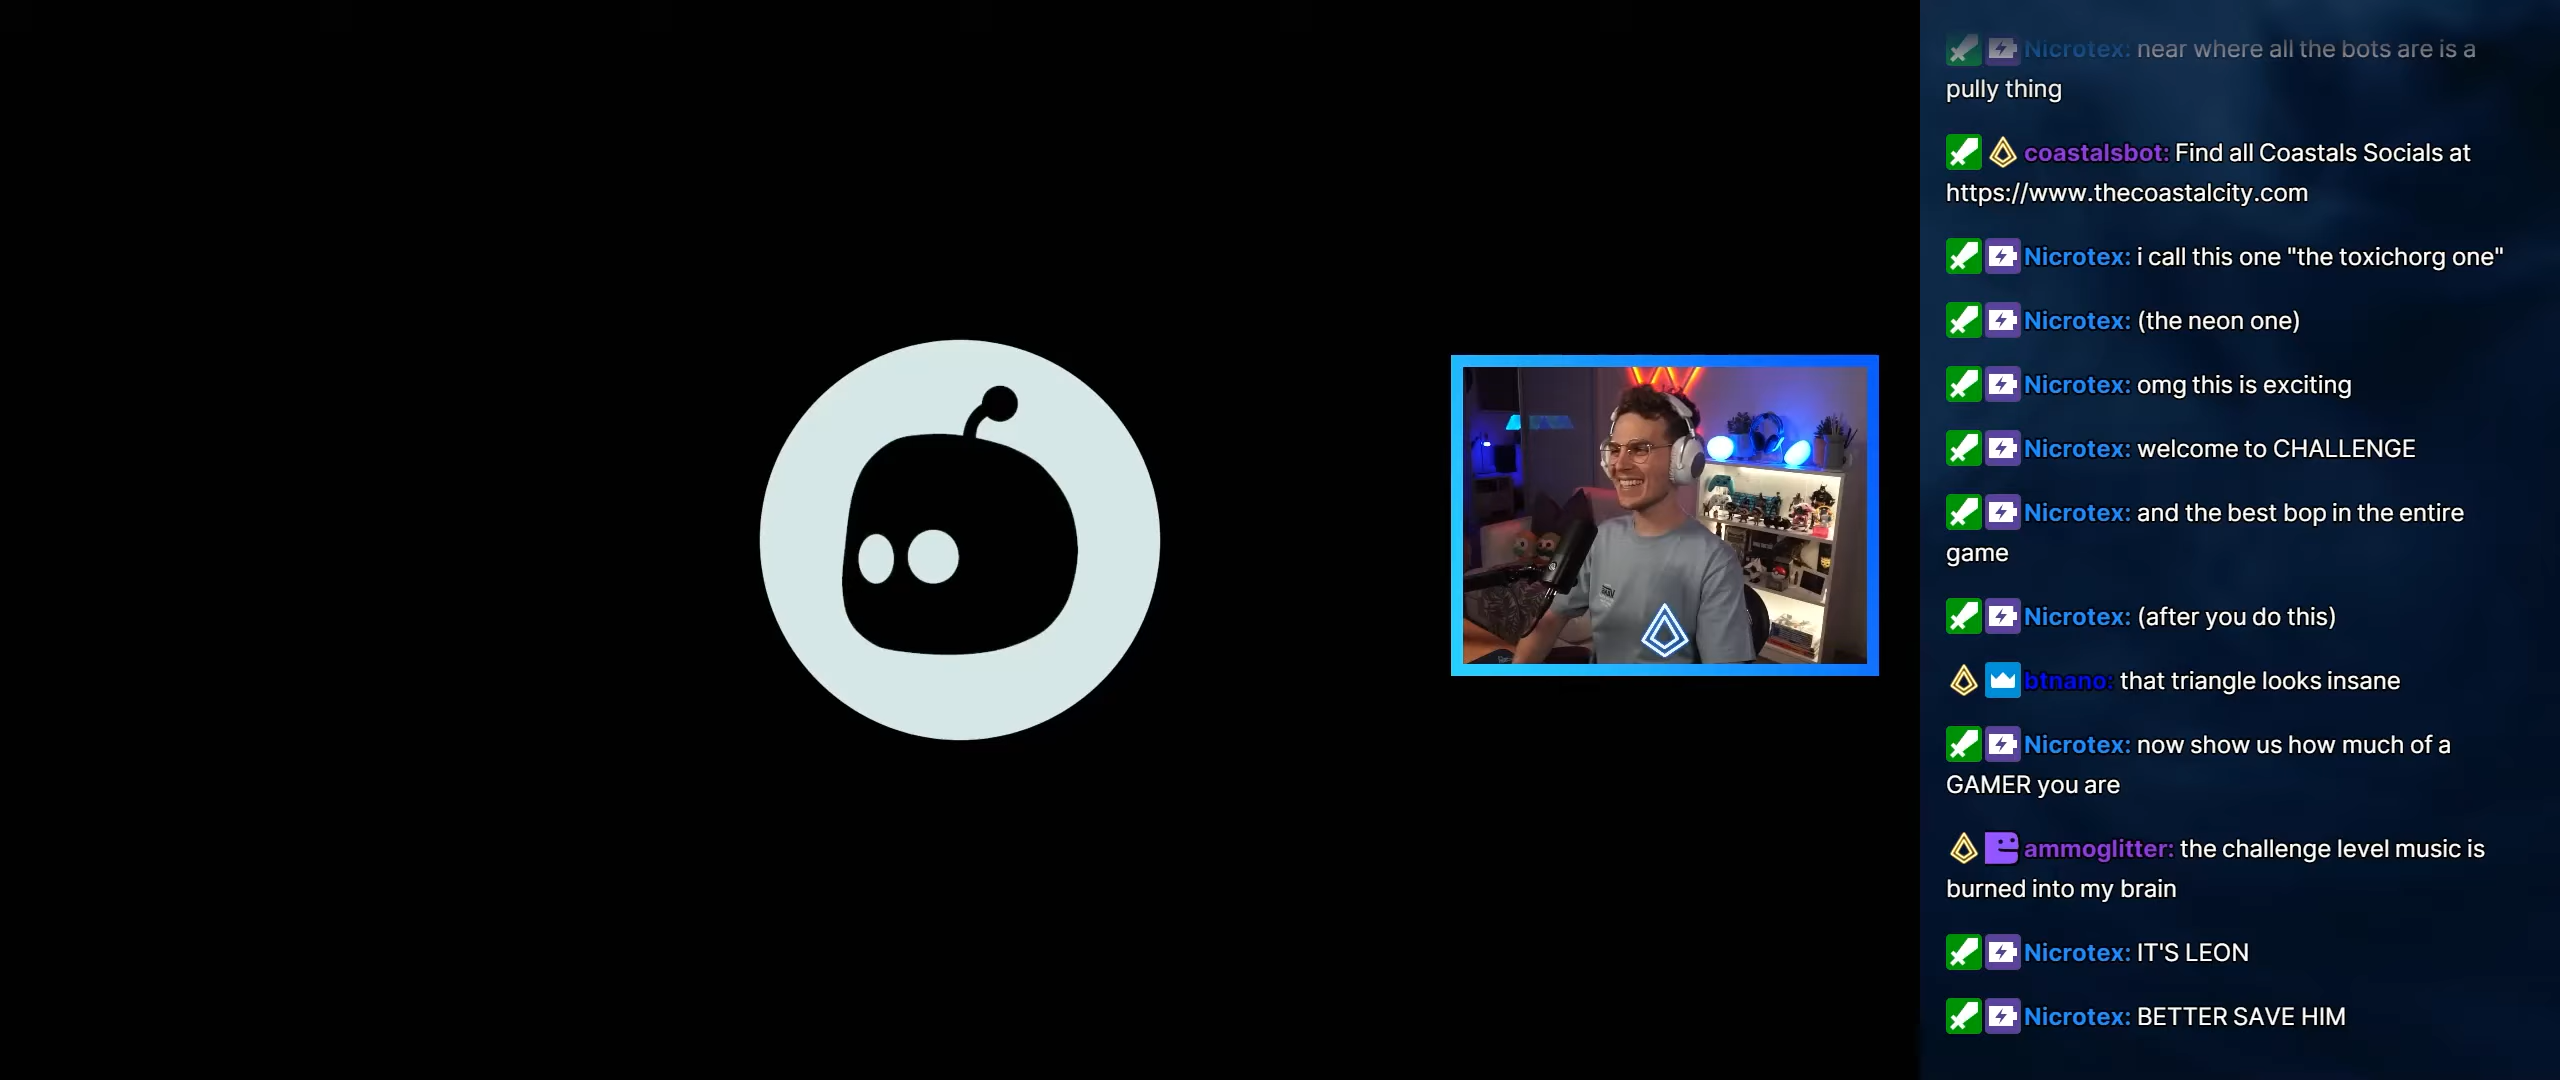 Nicrotex: near where all the bots are is a
pully thing
coastalsbot: Find all Coastals Socials at
https://www.thecoastalcity.com
Nicrotex: i call this one "the toxichorg one"
Nicrotex: (the neon one)
Nicrotex: omg this is exciting
Nicrotex: welcome to CHALLENGE
Nicrotex: and the best bop in the entire
game
Nicrotex: (after you do this)
btnano: that triangle looks insane
Nicrotex: now show us how much of a
GAMER you are
ammoglitter: the challenge level music is
burned into my brain
Nicrotex: IT'S LEON
Nicrotex: BETTER SAVE HIM